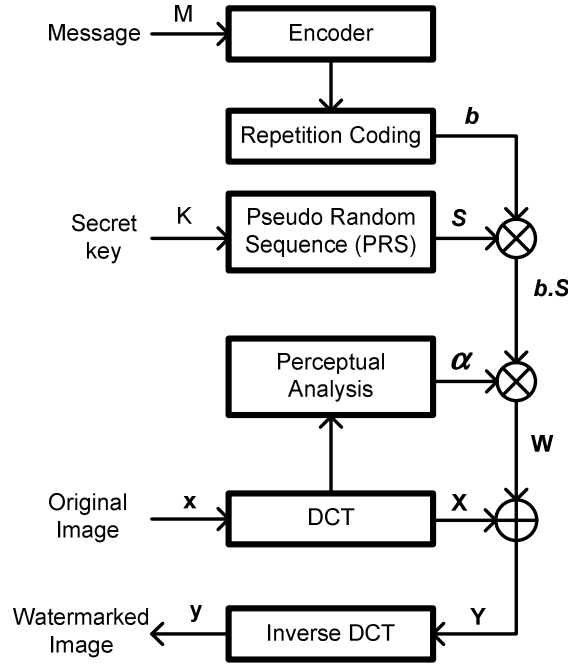 M
Message
Encoder
Repetition Coding
b
Secret
key
K
Pseudo Random
Sequence (PRS)
S
b.S
Perceptual
Analysis
α
W
Original
Image
x
DCT
X
Watermarked
Image
y
Inverse DCT
Y